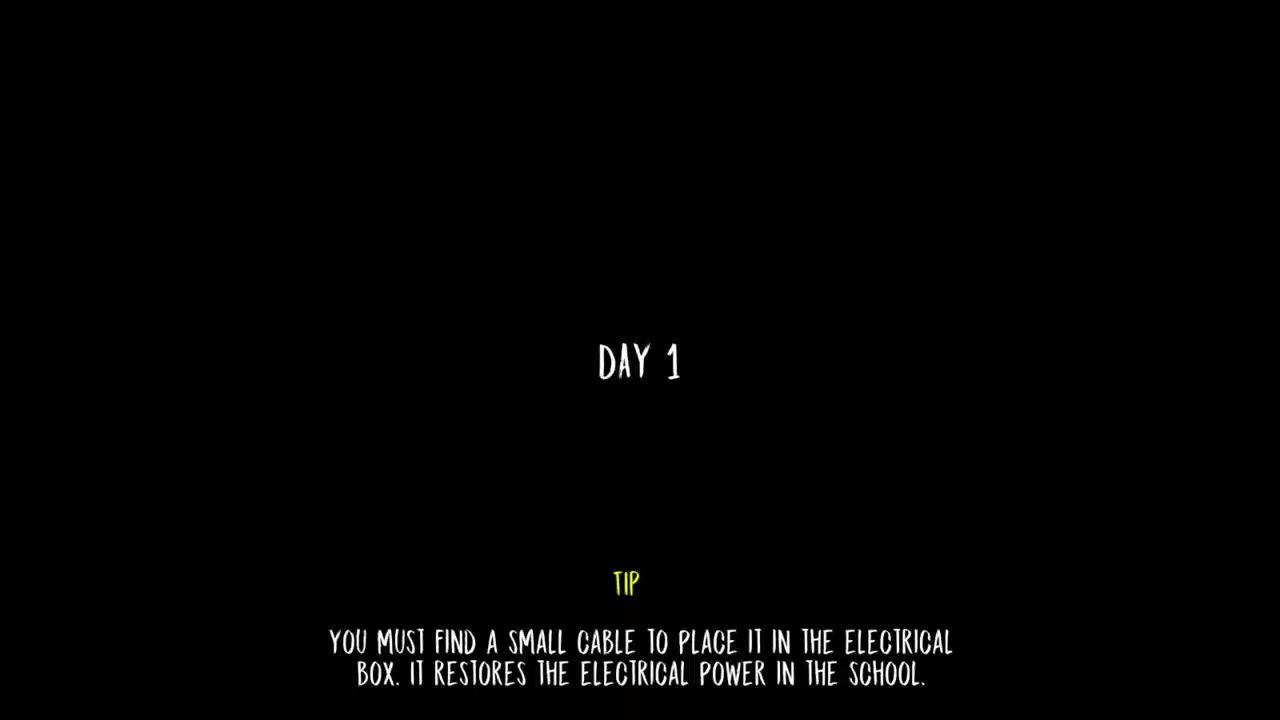 DAY 1
TIP
YOU MUST FIND A SMALL CABLE TO PLACE IT IN THE ELECTRICAL
BOX. IT RESTORES THE ELECTRICAL POWER IN THE SCHOOL.